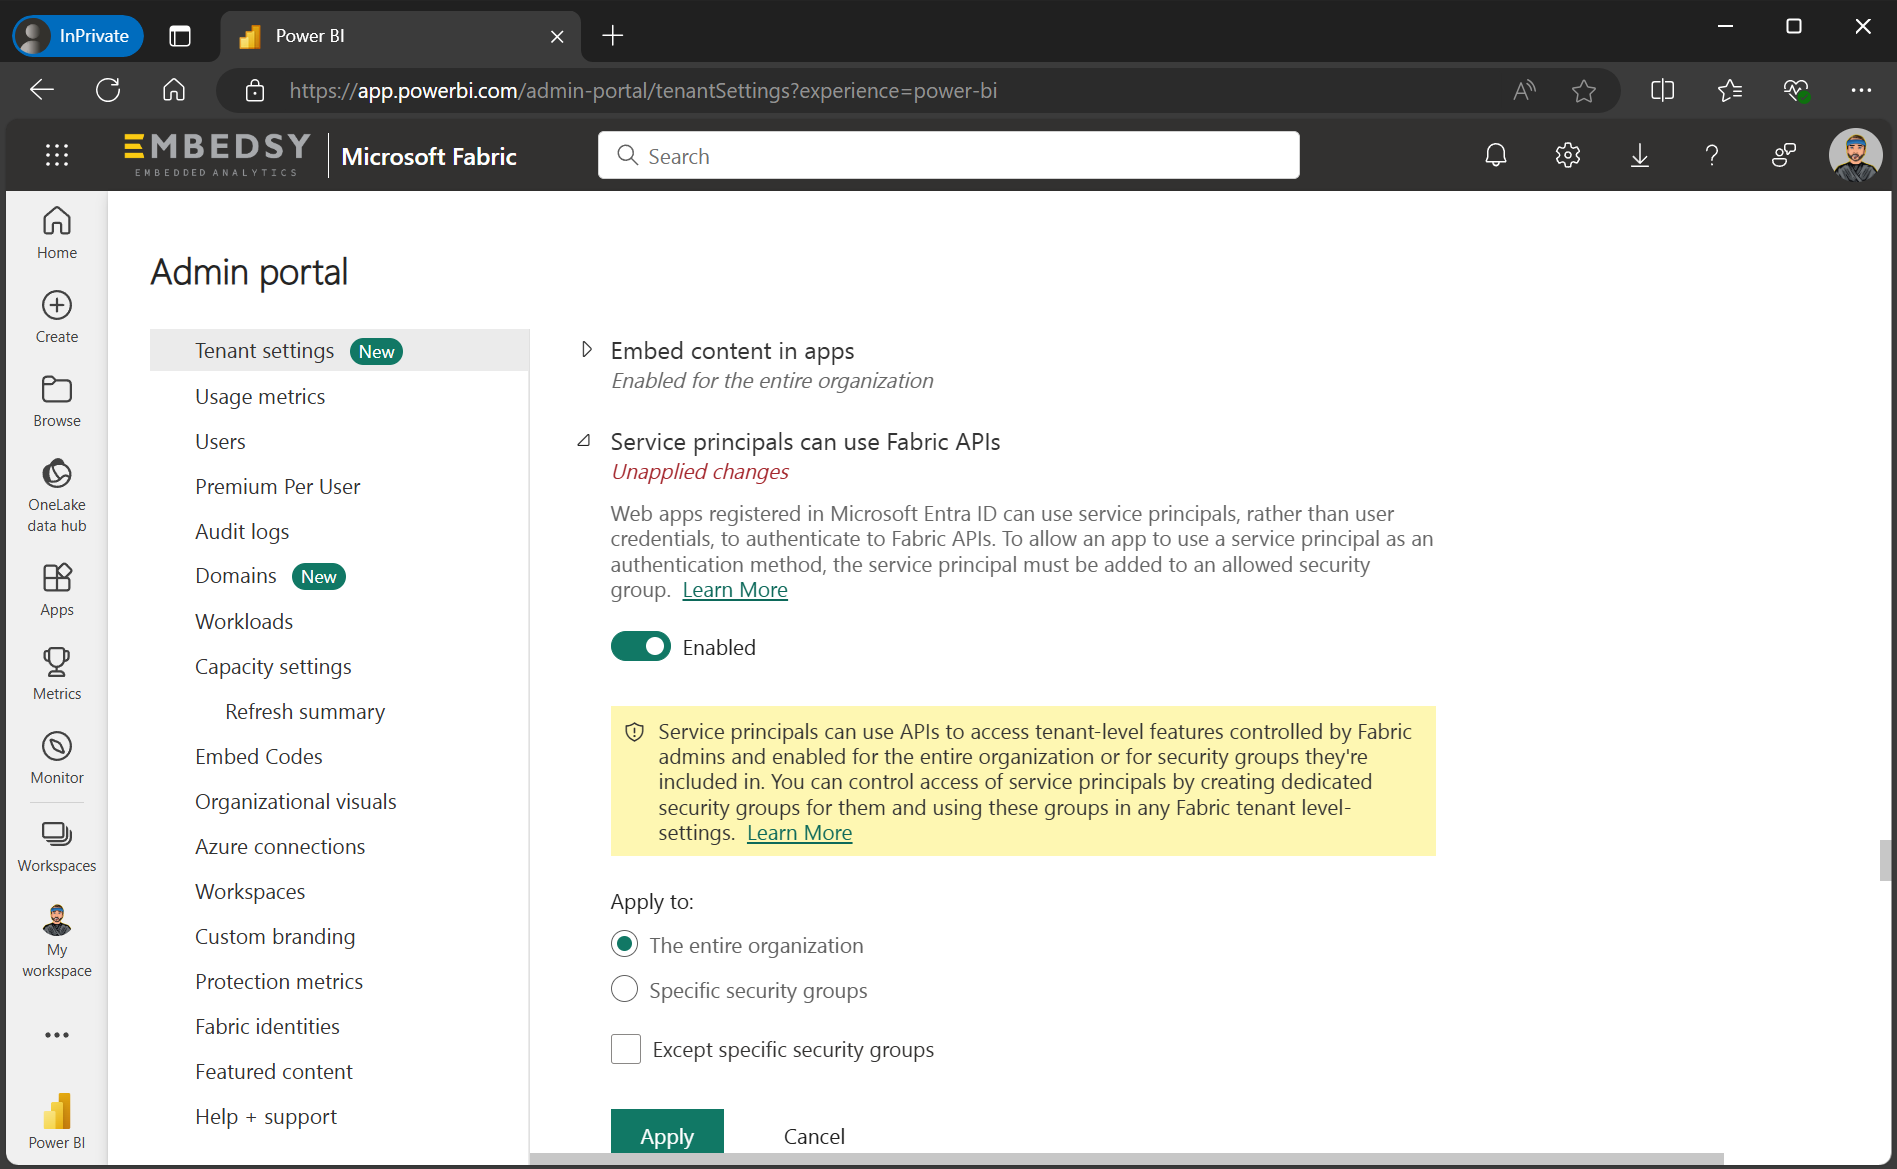 InPrivate
Power BI
https://app.powerbi.com/admin-portal/tenantSettings?experience=power-bi
EMBEDSY
EMBEDDED ANALYTICS
Microsoft Fabric
Search
Home
Create
Browse
OneLake
data hub
Apps
Metrics
Monitor
Workspaces
My
workspace
Power BI
Admin portal
Tenant settings New
Usage metrics
Users
Premium Per User
Audit logs
Domains New
Workloads
Capacity settings
Refresh summary
Embed Codes
Organizational visuals
Azure connections
Workspaces
Custom branding
Protection metrics
Fabric identities
Featured content
Help + support
Embed content in apps
Enabled for the entire organization
Service principals can use Fabric APIs
Unapplied changes
Web apps registered in Microsoft Entra ID can use service principals, rather than user
credentials, to authenticate to Fabric APIs. To allow an app to use a service principal as an
authentication method, the service principal must be added to an allowed security
group. Learn More
Enabled
Service principals can use APIs to access tenant-level features controlled by Fabric
admins and enabled for the entire organization or for security groups they're
included in. You can control access of service principals by creating dedicated
security groups for them and using these groups in any Fabric tenant level-
settings. Learn More
Apply to:
The entire organization
Specific security groups
Except specific security groups
Apply
Cancel